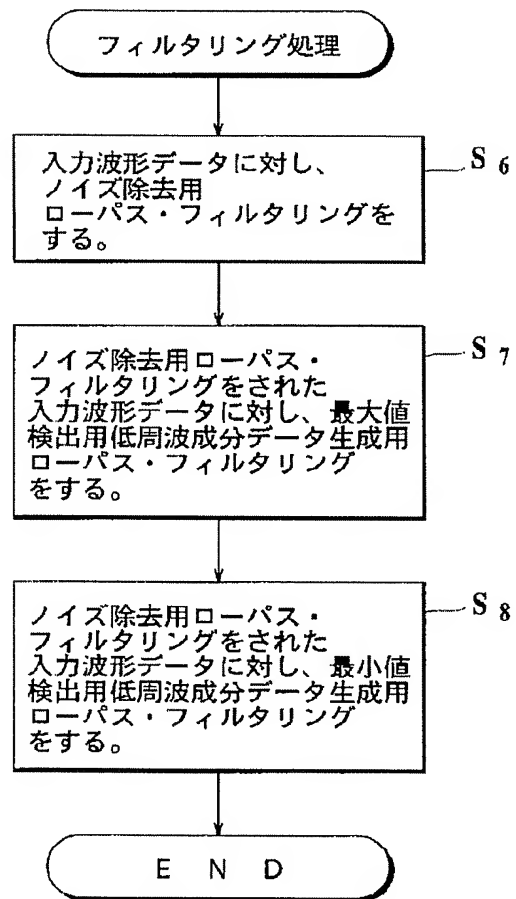 フィルタリング処理
入力波形データに対し、
ノイズ除去用
ローパス・フィルタリングを
する。
S 6
ノイズ除去用ローパス・
フィルタリングをされた
入力波形データに対し、最大値
検出用低周波成分データ生成用
ローパス・フィルタリング
をする。
S 7
ノイズ除去用ローパス・
フィルタリングをされた
入力波形データに対し、最小値
検出用低周波成分データ生成用
ローパス・フィルタリング
をする。
S 8
E N D